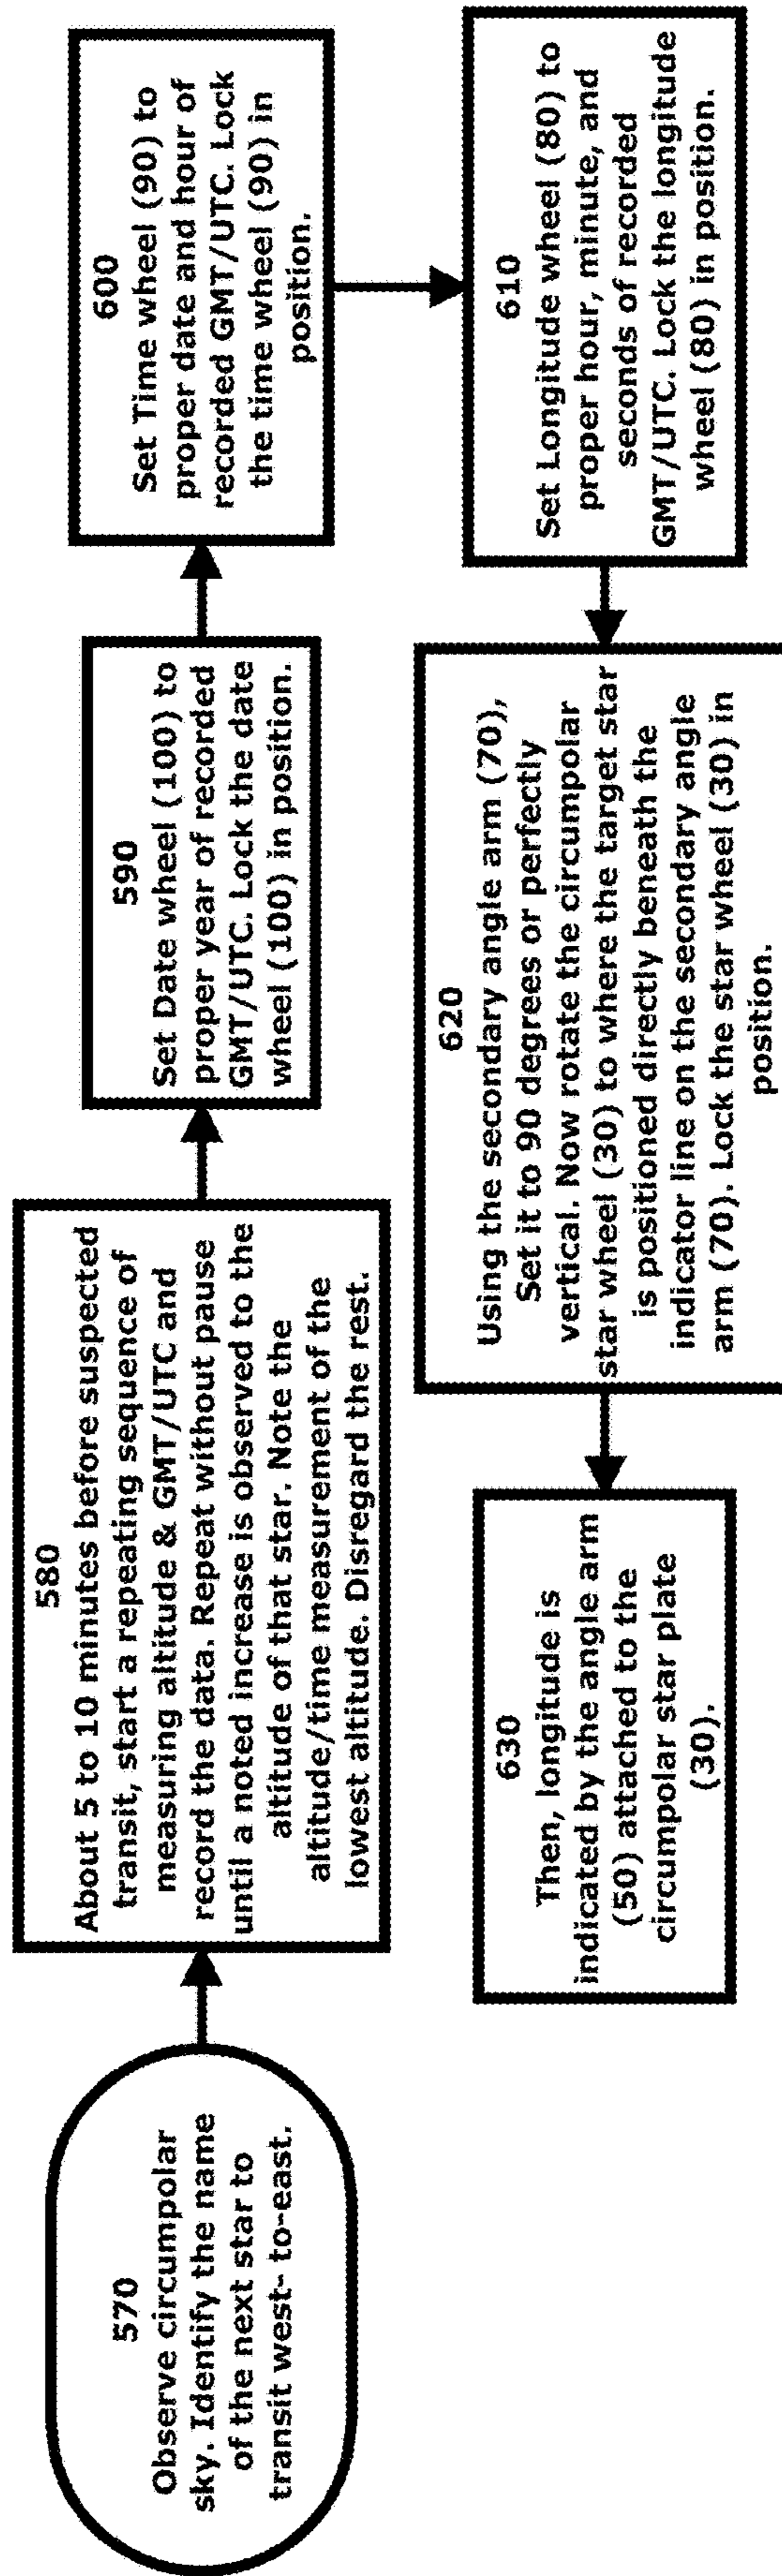 570
Observe circumpolar
sky. Identify the name
of the next star to
transit west- to-east.
580
About 5 to 10 minutes before suspected
transit, start a repeating sequence of
measuring altitude & GMT/UTC and
record the data. Repeat without pause
until a noted increase is observed to the
altitude of that star. Note the
altitude/time measurement of the
lowest altitude. Disregard the rest.
590
Set Date wheel (100) to
proper year of recorded
GMT/UTC. Lock the date
wheel (100) in position.
600
Set Time wheel (90) to
proper date and hour of
recorded GMT/UTC. Lock
the time wheel (90) in
position.
610
Set Longitude wheel (80) to
proper hour, minute, and
seconds of recorded
GMT/UTC. Lock the longitude
wheel (80) in position.
620
Using the secondary angle arm (70),
Set it to 90 degrees or perfectly
vertical. Now rotate the circumpolar
star wheel (30) to where the target star
is positioned directly beneath the
indicator line on the secondary angle
arm (70). Lock the star wheel (30) in
position.
630
Then, longitude is
indicated by the angle arm
(50) attached to the
circumpolar star plate
(30).